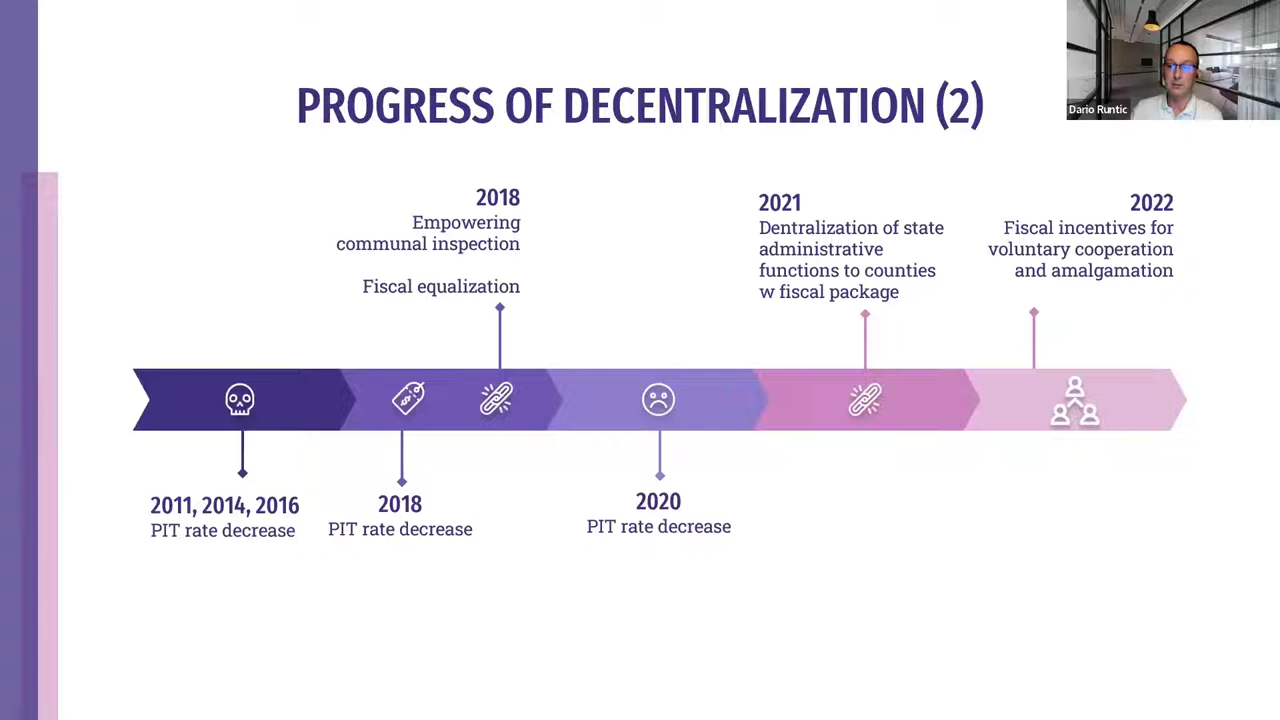 PROGRESS OF DECENTRALIZATION (2)
Dario Runtic
2018
Empowering
communal inspection
Fiscal equalization
2021
Dentralization of state
administrative
functions to counties
w fiscal package
2022
Fiscal incentives for
voluntary cooperation
and amalgamation
2011, 2014, 2016
PIT rate decrease
2018
PIT rate decrease
2020
PIT rate decrease